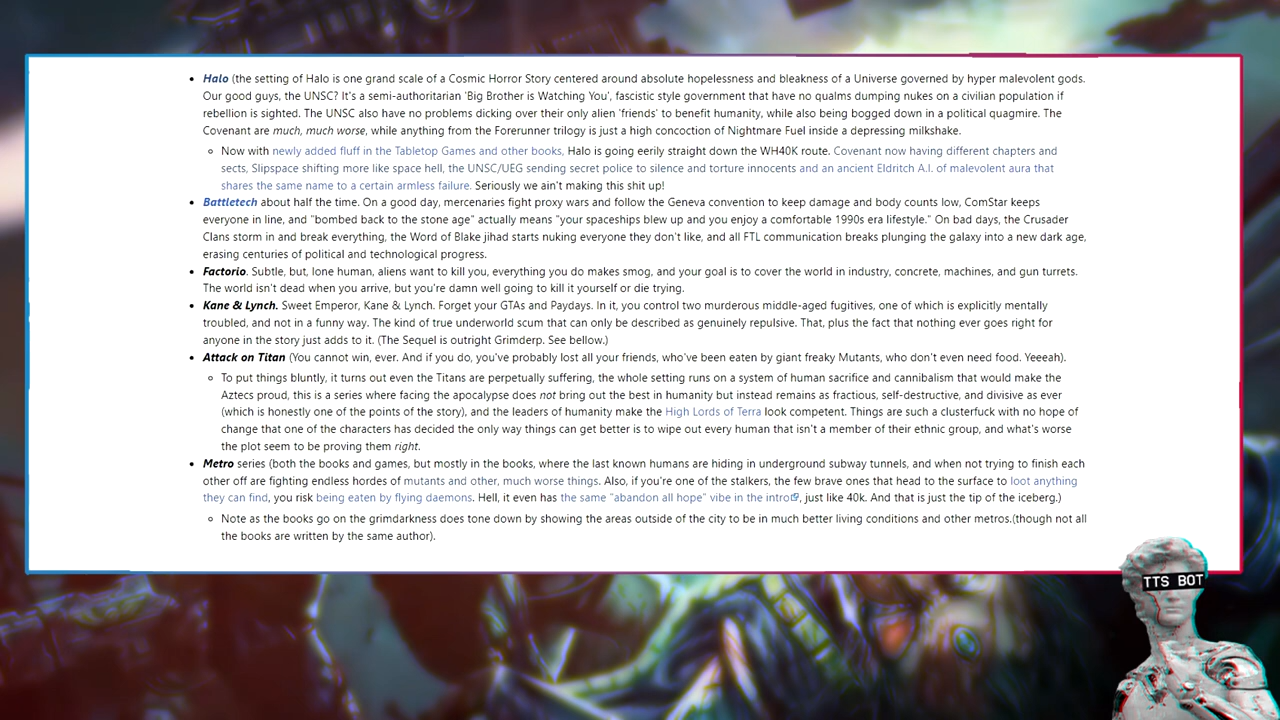 • Halo (the setting of Halo is one grand scale of a Cosmic Horror Story centered around absolute hopelessness and bleakness of a Universe governed by hyper malevolent gods.
Our good guys, the UNSC? It's a semi-authoritarian 'Big Brother is Watching You', fascistic style government that have no qualms dumping nukes on a civilian population if
rebellion is sighted. The UNSC also have no problems dicking over their only alien 'friends' to benefit humanity, while also being bogged down in a political quagmire. The
Covenant are much, much worse, while anything from the Forerunner trilogy is just a high concoction of Nightmare Fuel inside a depressing milkshake.
◦ Now with newly added fluff in the Tabletop Games and other books, Halo is going eerily straight down the WH40K route. Covenant now having different chapters and
sects, Slipspace shifting more like space hell, the UNSC/UEG sending secret police to silence and torture innocents and an ancient Eldritch A.I. of malevolent aura that
shares the same name to a certain armless failure. Seriously we ain't making this shit up!
• Battletech about half the time. On a good day, mercenaries fight proxy wars and follow the Geneva convention to keep damage and body counts low, ComStar keeps
everyone in line, and "bombed back to the stone age" actually means "your spaceships blew up and you enjoy a comfortable 1990s era lifestyle." On bad days, the Crusader
Clans storm in and break everything, the Word of Blake jihad starts nuking everyone they don't like, and all FTL communication breaks plunging the galaxy into a new dark age,
erasing centuries of political and technological progress.
• Factorio. Subtle, but, lone human, aliens want to kill you, everything you do makes smog, and your goal is to cover the world in industry, concrete, machines, and gun turrets.
The world isn't dead when you arrive, but you're damn well going to kill it yourself or die trying.
• Kane & Lynch. Sweet Emperor, Kane & Lynch. Forget your GTAs and Paydays. In it, you control two murderous middle-aged fugitives, one of which is explicitly mentally
troubled, and not in a funny way. The kind of true underworld scum that can only be described as genuinely repulsive. That, plus the fact that nothing ever goes right for
anyone in the story just adds to it. (The Sequel is outright Grimderp. See bellow.)
• Attack on Titan (You cannot win, ever. And if you do, you've probably lost all your friends, who've been eaten by giant freaky Mutants, who don't even need food. Yeeeah).
◦ To put things bluntly, it turns out even the Titans are perpetually suffering, the whole setting runs on a system of human sacrifice and cannibalism that would make the
Aztecs proud, this is a series where facing the apocalypse does not bring out the best in humanity but instead remains as fractious, self-destructive, and divisive as ever
(which is honestly one of the points of the story), and the leaders of humanity make the High Lords of Terra look competent. Things are such a clusterfuck with no hope of
change that one of the characters has decided the only way things can get better is to wipe out every human that isn't a member of their ethnic group, and what's worse
the plot seem to be proving them right.
• Metro series (both the books and games, but mostly in the books, where the last known humans are hiding in underground subway tunnels, and when not trying to finish each
other off are fighting endless hordes of mutants and other, much worse things. Also, if you're one of the stalkers, the few brave ones that head to the surface to loot anything
they can find, you risk being eaten by flying daemons. Hell, it even has the same "abandon all hope" vibe in the intro, just like 40k. And that is just the tip of the iceberg.)
◦ Note as the books go on the grimdarkness does tone down by showing the areas outside of the city to be in much better living conditions and other metros.(though not all
the books are written by the same author).
TTS BOT